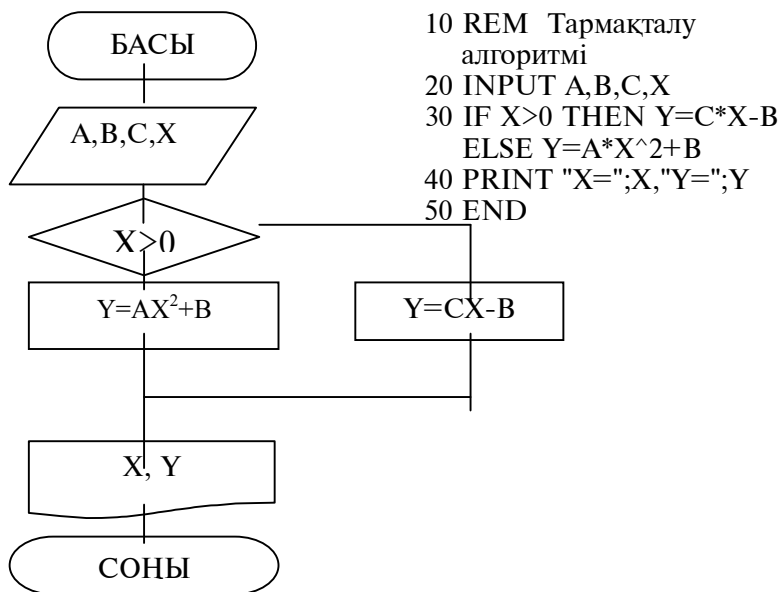 БАСЫ
A,B,C,X
X>0
Y=AX²+B
Y=CX-B
X, Y
СОҢЫ
10 REM Тармақталу
алгоритмі
20 INPUT A,B,C,X
30 IF X>0 THEN Y=C*X-B
ELSE Y=A*X^2+B
40 PRINT "X=";X,"Y=";Y
50 END